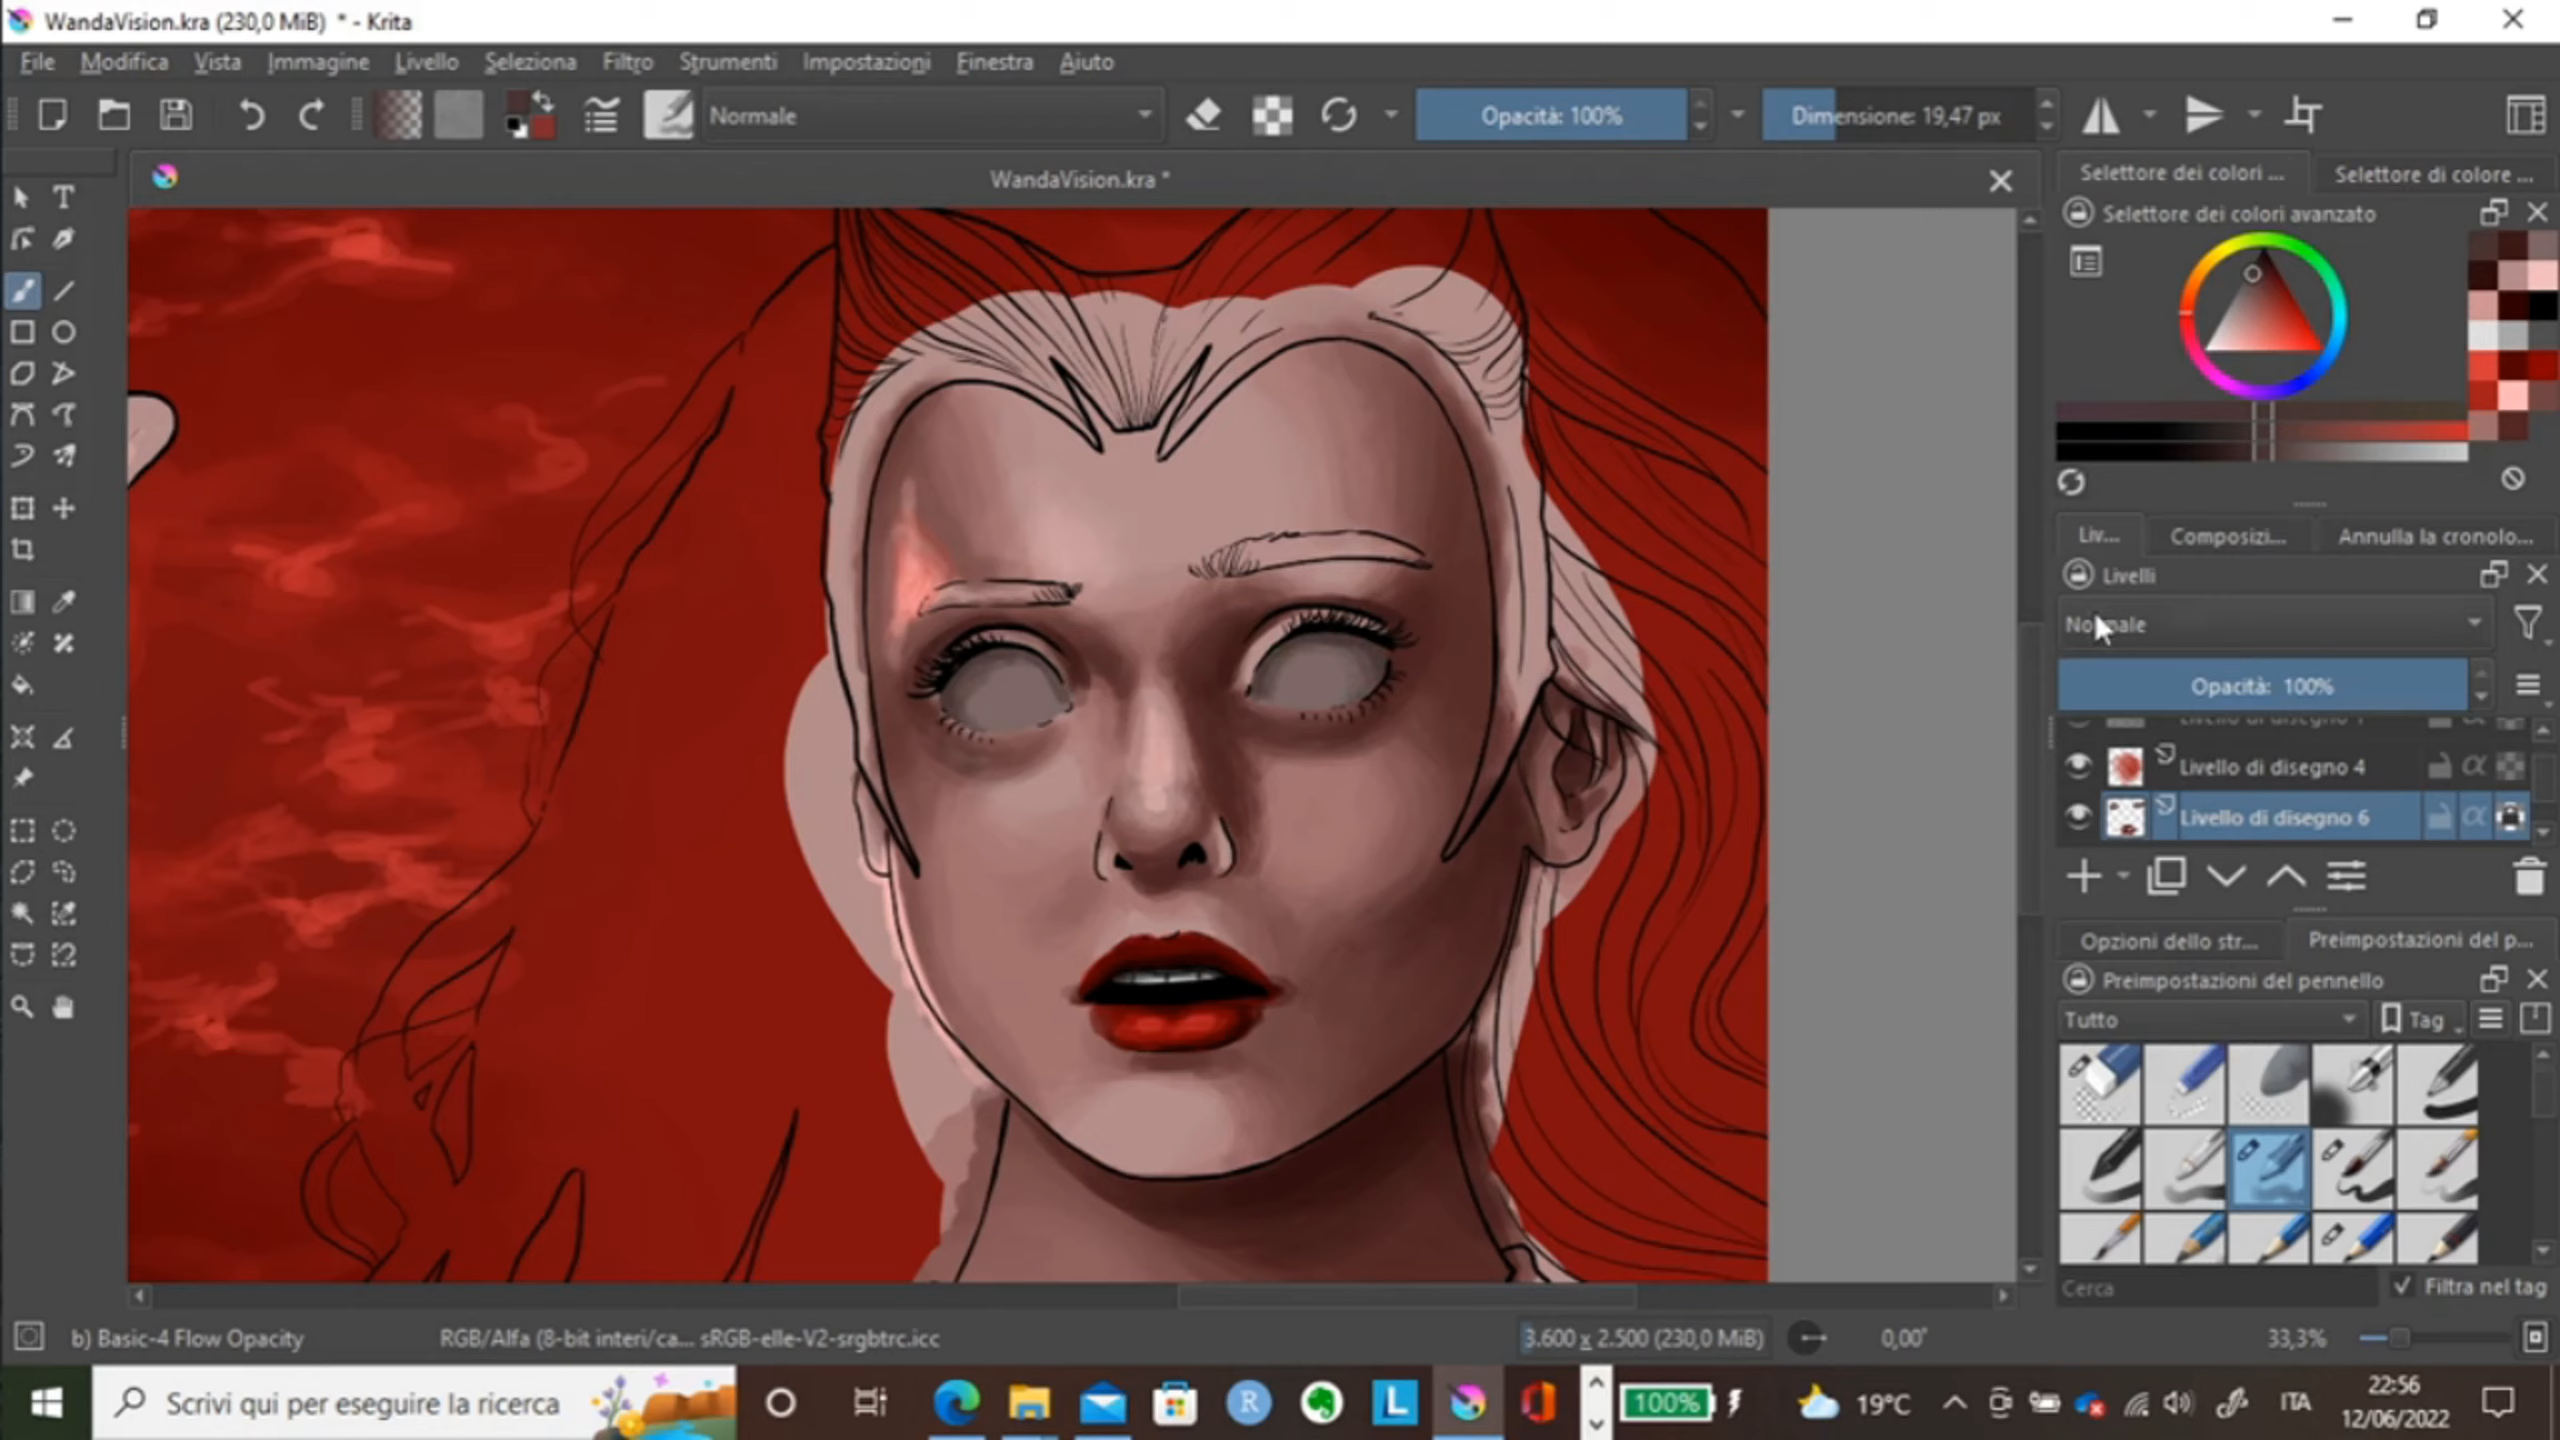 WandaVision.kra (230,0 MiB) * - Krita
File Modifica Vista Immagine Livello Seleziona Filtro Strumenti Impostazioni Finestra Aiuto
Normale Opacità: 100% Dimensione: 19,47 px
WandaVision.kra *
Selettore dei colori ... Selettore di colore ...
Selettore dei colori avanzato
Liv... Composizi... Annulla la cronolo...
Livelli
Opacità: 100%
Livello di disegno 4
Livello di disegno 6
Opzioni dello str... Preimpostazioni del p...
Preimpostazioni del pennello
Tutto Tag
Cerca Filtra nel tag
b) Basic-4 Flow Opacity RGB/Alfa (8-bit interi/ca... sRGB-elle-V2-srgbtrc.icc 3.600 x 2.500 (230,0 MiB) 0,00° 33,3%
Scrivi qui per eseguire la ricerca 100% 19°C ITA 22:56
12/06/2022